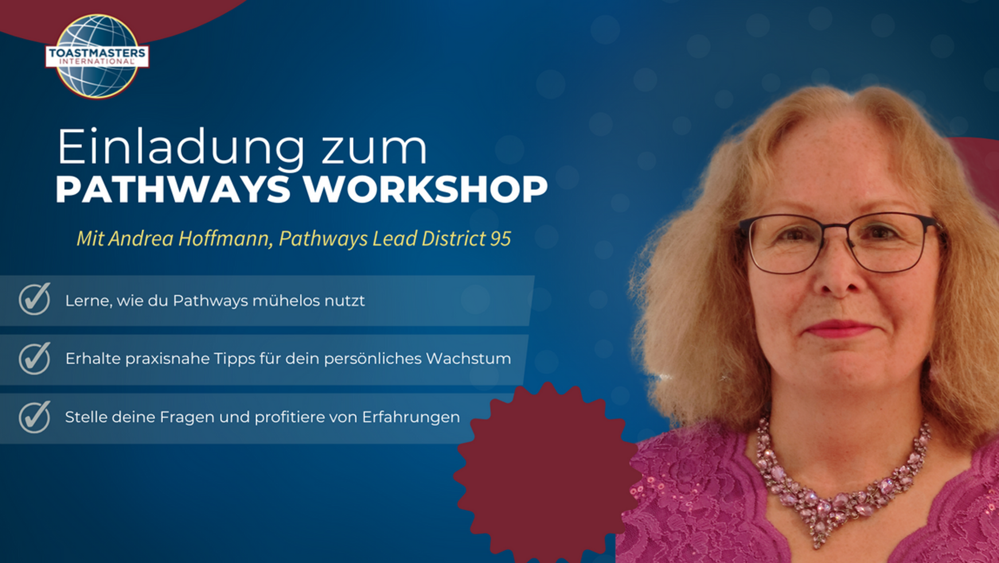 TOASTMASTERS
INTERNATIONAL
Einladung zum
PATHWAYS WORKSHOP
Mit Andrea Hoffmann, Pathways Lead District 95
Lerne, wie du Pathways mühelos nutzt
Erhalte praxisnahe Tipps für dein persönliches Wachstum
Stelle deine Fragen und profitiere von Erfahrungen